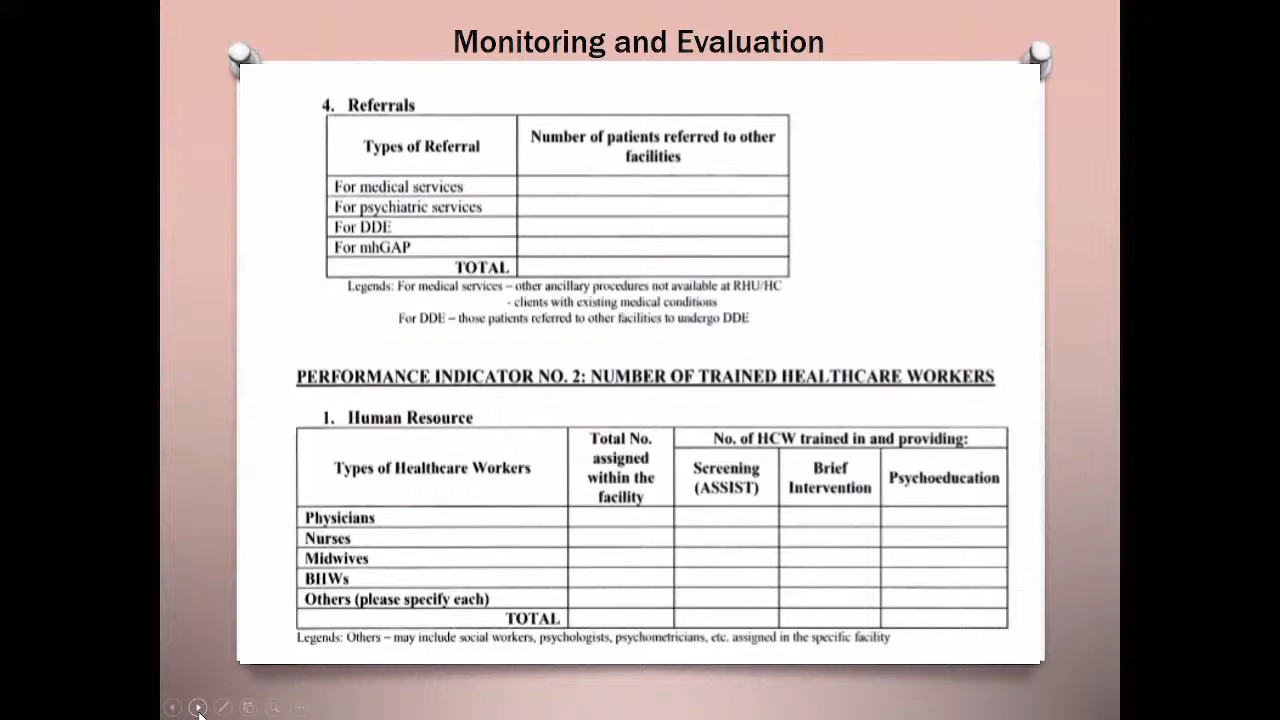 Monitoring and Evaluation
4. Referrals
Types of Referral
Number of patients referred to other
facilities
For medical services
For psychiatric services
For DDE
For mhGAP
TOTAL
Legends: For medical services – other ancillary procedures not available at RHU/HC
- clients with existing medical conditions
For DDE – those patients referred to other facilities to undergo DDE
PERFORMANCE INDICATOR NO. 2: NUMBER OF TRAINED HEALTHCARE WORKERS
1. Human Resource
Types of Healthcare Workers
Total No.
assigned
within the
facility
No. of HCW trained in and providing:
Screening
(ASSIST)
Brief
Intervention
Psychoeducation
Physicians
Nurses
Midwives
BHWs
Others (please specify each)
TOTAL
Legends: Others – may include social workers, psychologists, psychometricians, etc. assigned in the specific facility